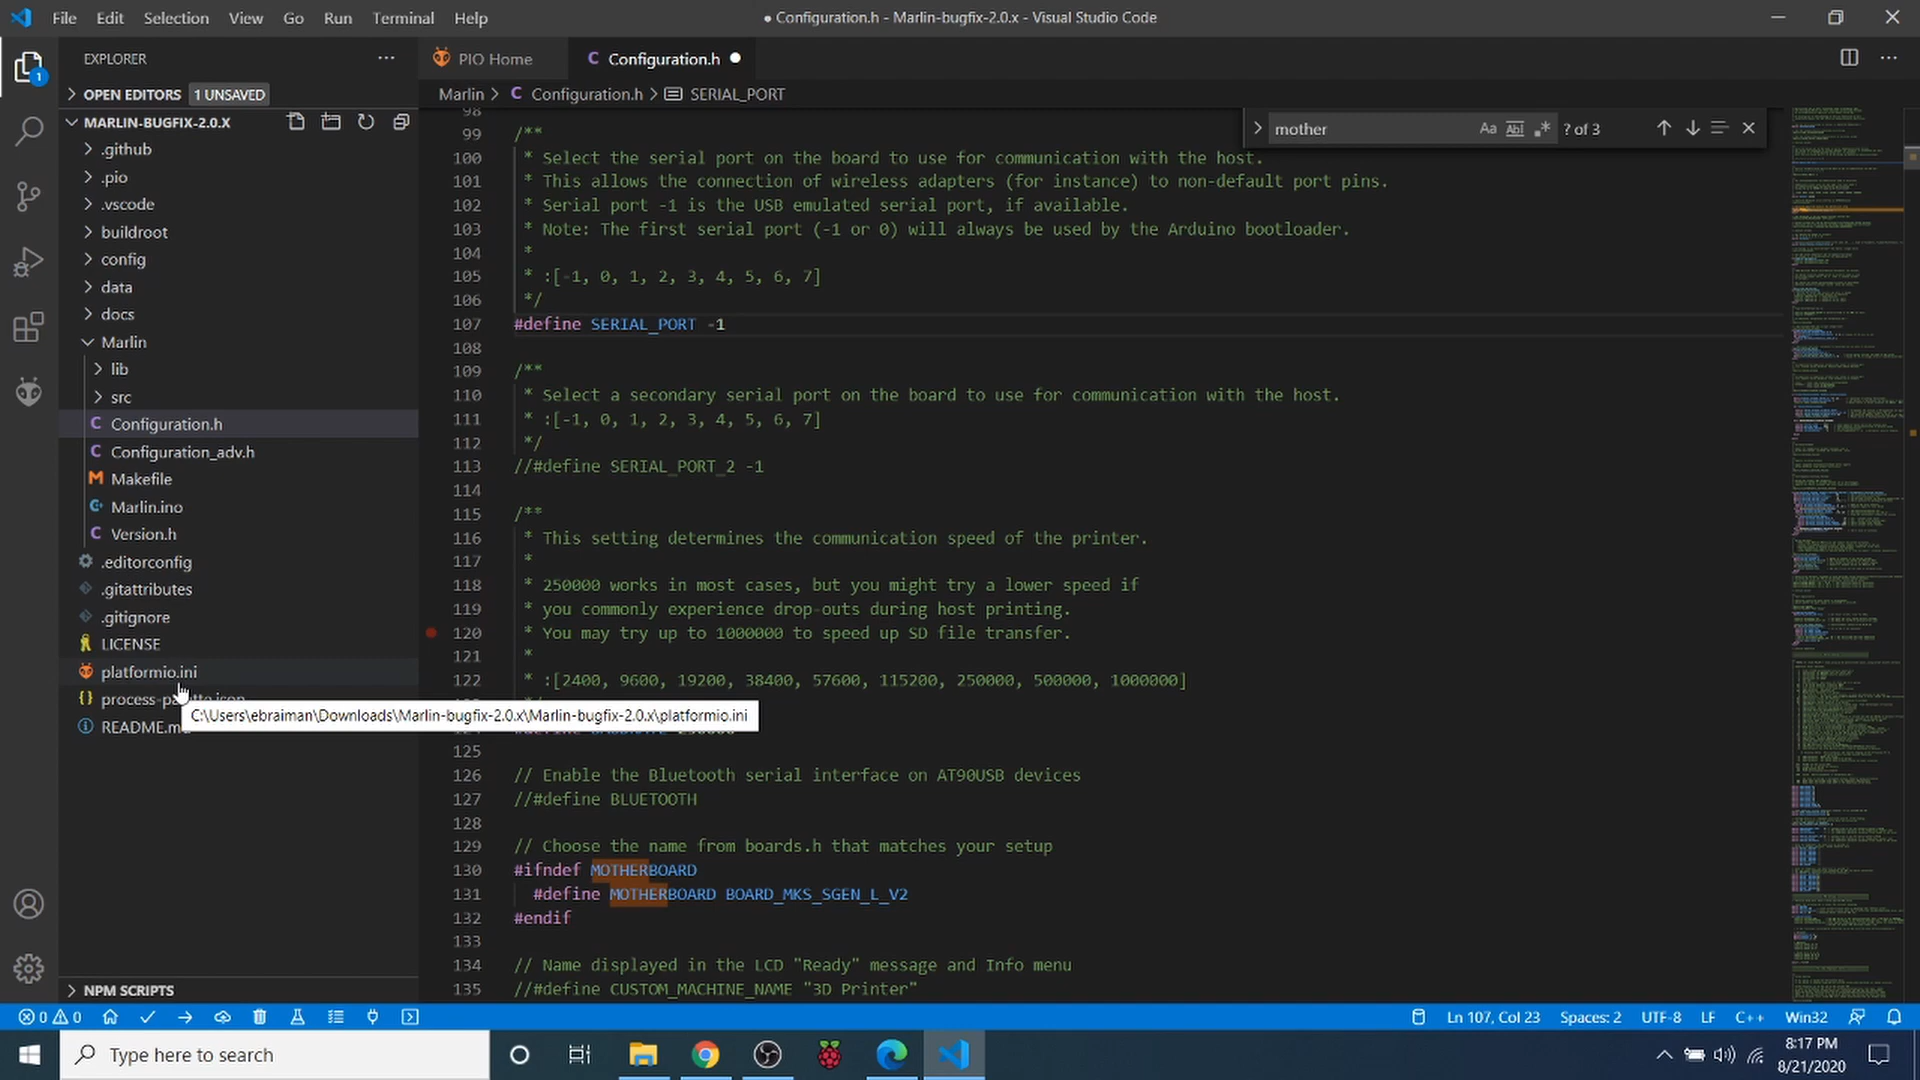 File Edit Selection View Go Run Terminal Help
● Configuration.h - Marlin-bugfix-2.0.x - Visual Studio Code
EXPLORER
OPEN EDITORS 1 UNSAVED
MARLIN-BUGFIX-2.0.X
.github
.pio
.vscode
buildroot
config
data
docs
Marlin
lib
src
Configuration.h
Configuration_adv.h
Makefile
Marlin.ino
Version.h
.editorconfig
.gitattributes
.gitignore
LICENSE
platformio.ini
README.m
C:\Users\ebraiman\Downloads\Marlin-bugfix-2.0.x\Marlin-bugfix-2.0.x\platformio.ini
NPM SCRIPTS
PIO Home
Configuration.h ●
Marlin > Configuration.h > SERIAL_PORT
mother Aa Abl .* ? of 3
98
99 /**
100 * Select the serial port on the board to use for communication with the host.
101 * This allows the connection of wireless adapters (for instance) to non-default port pins.
102 * Serial port -1 is the USB emulated serial port, if available.
103 * Note: The first serial port (-1 or 0) will always be used by the Arduino bootloader.
104 *
105 * :[-1, 0, 1, 2, 3, 4, 5, 6, 7]
106 */
107 #define SERIAL_PORT -1
108
109 /**
110 * Select a secondary serial port on the board to use for communication with the host.
111 * :[-1, 0, 1, 2, 3, 4, 5, 6, 7]
112 */
113 //#define SERIAL_PORT_2 -1
114
115 /**
116 * This setting determines the communication speed of the printer.
117 *
118 * 250000 works in most cases, but you might try a lower speed if
119 * you commonly experience drop-outs during host printing.
120 * You may try up to 1000000 to speed up SD file transfer.
121 *
122 * :[2400, 9600, 19200, 38400, 57600, 115200, 250000, 500000, 1000000]
125
126 // Enable the Bluetooth serial interface on AT90USB devices
127 //#define BLUETOOTH
128
129 // Choose the name from boards.h that matches your setup
130 #ifndef MOTHERBOARD
131 #define MOTHERBOARD BOARD_MKS_SGEN_L_V2
132 #endif
133
134 // Name displayed in the LCD "Ready" message and Info menu
135 //#define CUSTOM_MACHINE_NAME "3D Printer"
0 0
Ln 107, Col 23 Spaces: 2 UTF-8 LF C++ Win32
Type here to search
8:17 PM
8/21/2020
1